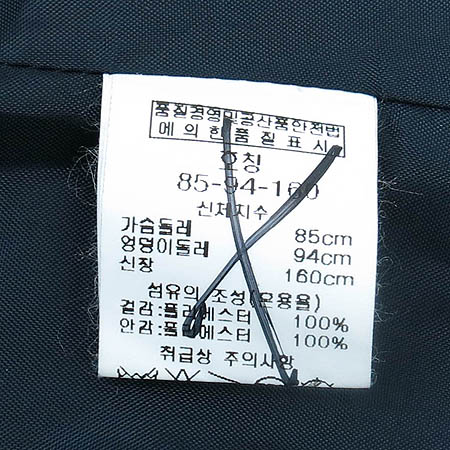 품질경영및공산품안전법
에 의한품질표시
호칭
85-94-160
신체치수
가슴둘레 85cm
엉덩이둘레 94cm
신장 160cm
섬유의 조성(혼용율)
겉감:폴리에스터 100%
안감:폴리에스터 100%
취급상 주의사항